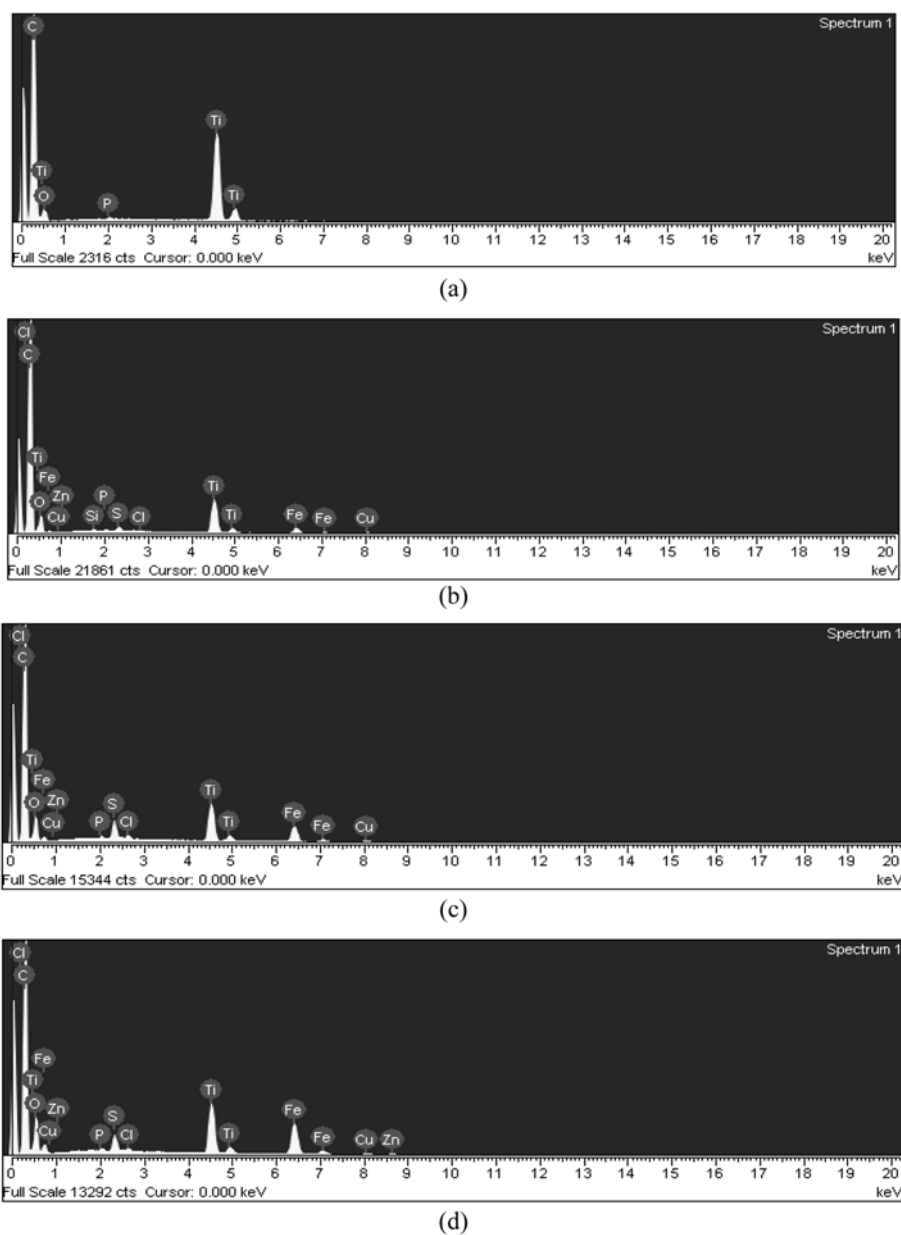 Spectrum 1
C
Ti
Ti
O
P
Ti
0 1 2 3 4 5 6 7 8 9 10 11 12 13 14 15 16 17 18 19 20
Full Scale 2316 cts Cursor: 0.000 keV keV
(a)
Spectrum 1
Cl
C
Ti
Fe
O
Zn
Cu
Si
P
S
Cl
Ti
Ti
Fe
Fe
Cu
0 1 2 3 4 5 6 7 8 9 10 11 12 13 14 15 16 17 18 19 20
Full Scale 21861 cts Cursor: 0.000 keV keV
(b)
Spectrum 1
Cl
C
Ti
Fe
O
Zn
Cu
P
S
Cl
Ti
Ti
Fe
Fe
Cu
0 1 2 3 4 5 6 7 8 9 10 11 12 13 14 15 16 17 18 19 20
Full Scale 15344 cts Cursor: 0.000 keV keV
(c)
Spectrum 1
Cl
C
Fe
Ti
O
Zn
Cu
P
S
Cl
Ti
Ti
Fe
Fe
Cu
Zn
0 1 2 3 4 5 6 7 8 9 10 11 12 13 14 15 16 17 18 19 20
Full Scale 13292 cts Cursor: 0.000 keV keV
(d)